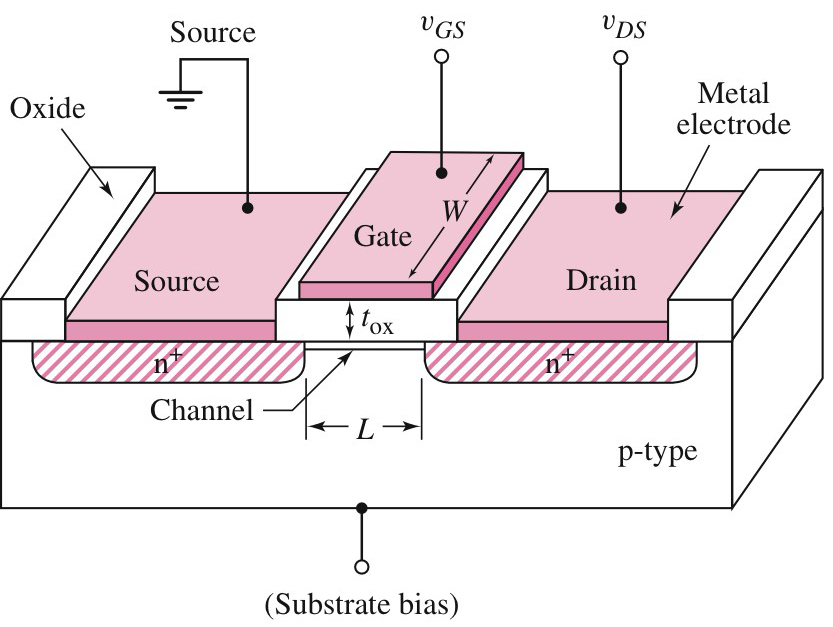 Source
v_GS
v_DS
Oxide
Metal
electrode
W
Gate
Source
Drain
t_ox
n⁺
n⁺
Channel
L
p-type
(Substrate bias)